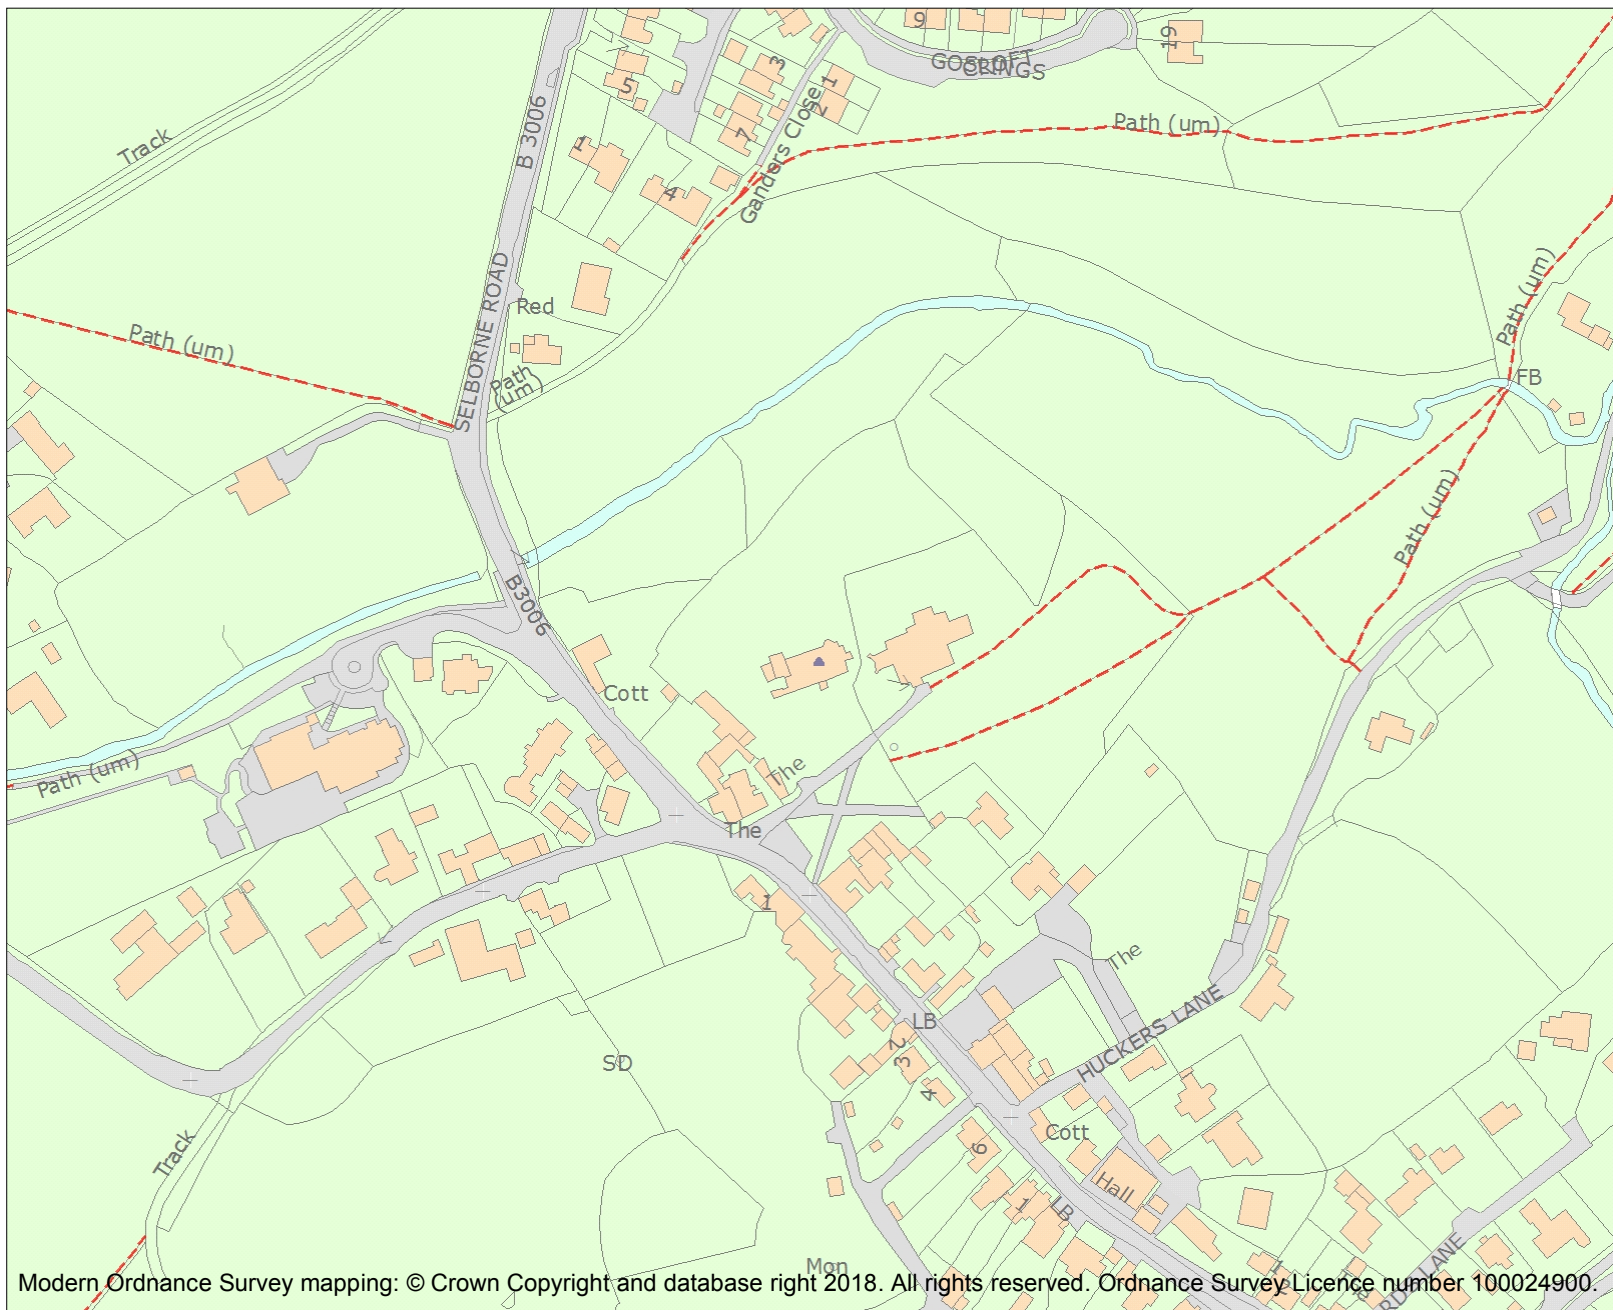 9
19
GOSLOFT
CRINGS
3
5
1
2
7
Ganders Close
Path (um)
Track
B 3006
1
4
SELBORNE ROAD
Red
Path (um)
Path (um)
Path
(um)
FB
Path (um)
B3006
Cott
Path (um)
The
The
1
The
LB
HUCKERS LANE
2
3
SD
4
Track
6
Cott
Hall
1
LB
Mon
Modern Ordnance Survey mapping: © Crown Copyright and database right 2018. All rights reserved. Ordnance Survey Licence number 100024900.